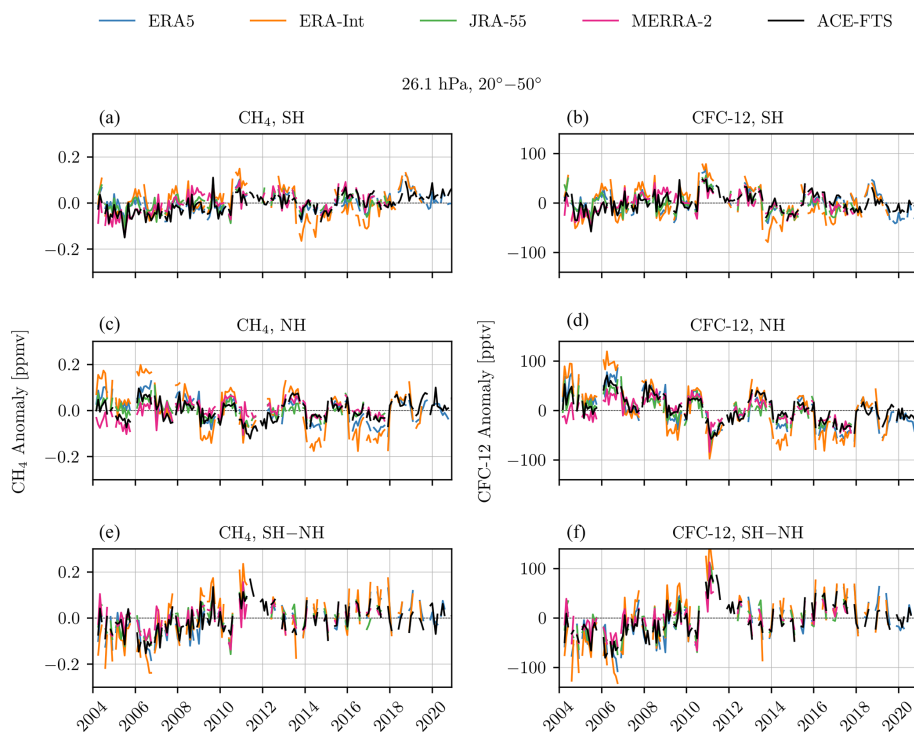 ERA5 ERA-Int JRA-55 MERRA-2 ACE-FTS
26.1 hPa, 20°−50°
(a) CH₄, SH
(b) CFC-12, SH
0.2
0.0
−0.2
100
0
−100
(c) CH₄, NH
(d) CFC-12, NH
0.2
0.0
−0.2
100
0
−100
CH₄ Anomaly [ppmv]
CFC-12 Anomaly [pptv]
(e) CH₄, SH−NH
(f) CFC-12, SH−NH
0.2
0.0
−0.2
100
0
−100
2004 2006 2008 2010 2012 2014 2016 2018 2020
2004 2006 2008 2010 2012 2014 2016 2018 2020